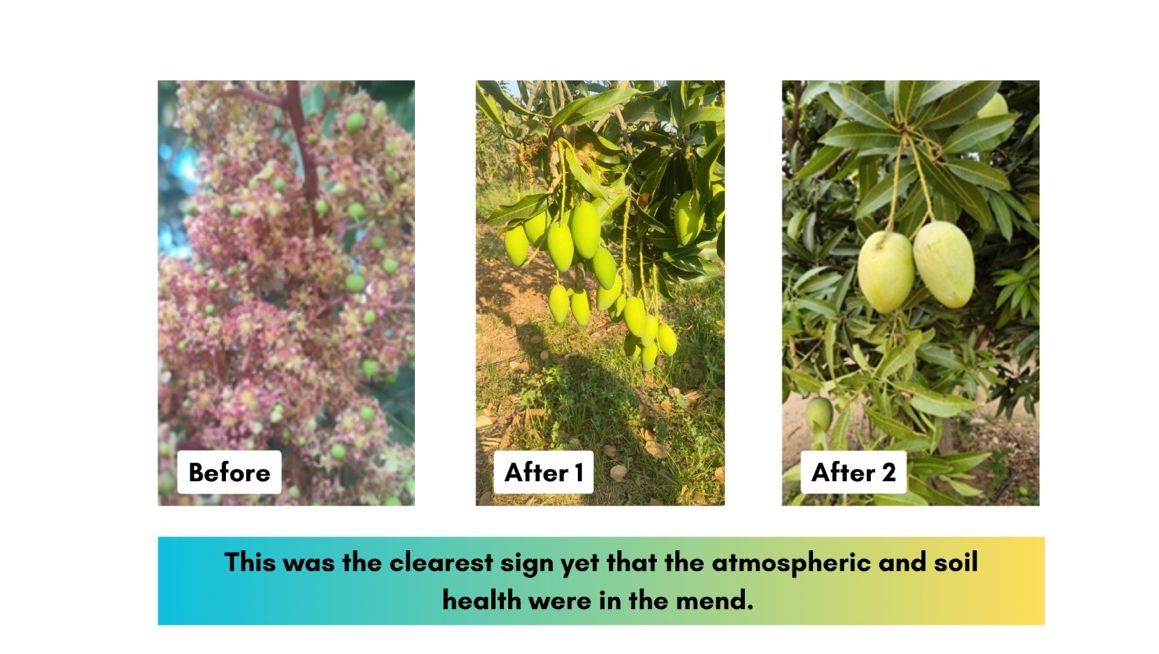 Before
After 1
After 2
This was the clearest sign yet that the atmospheric and soil
health were in the mend.